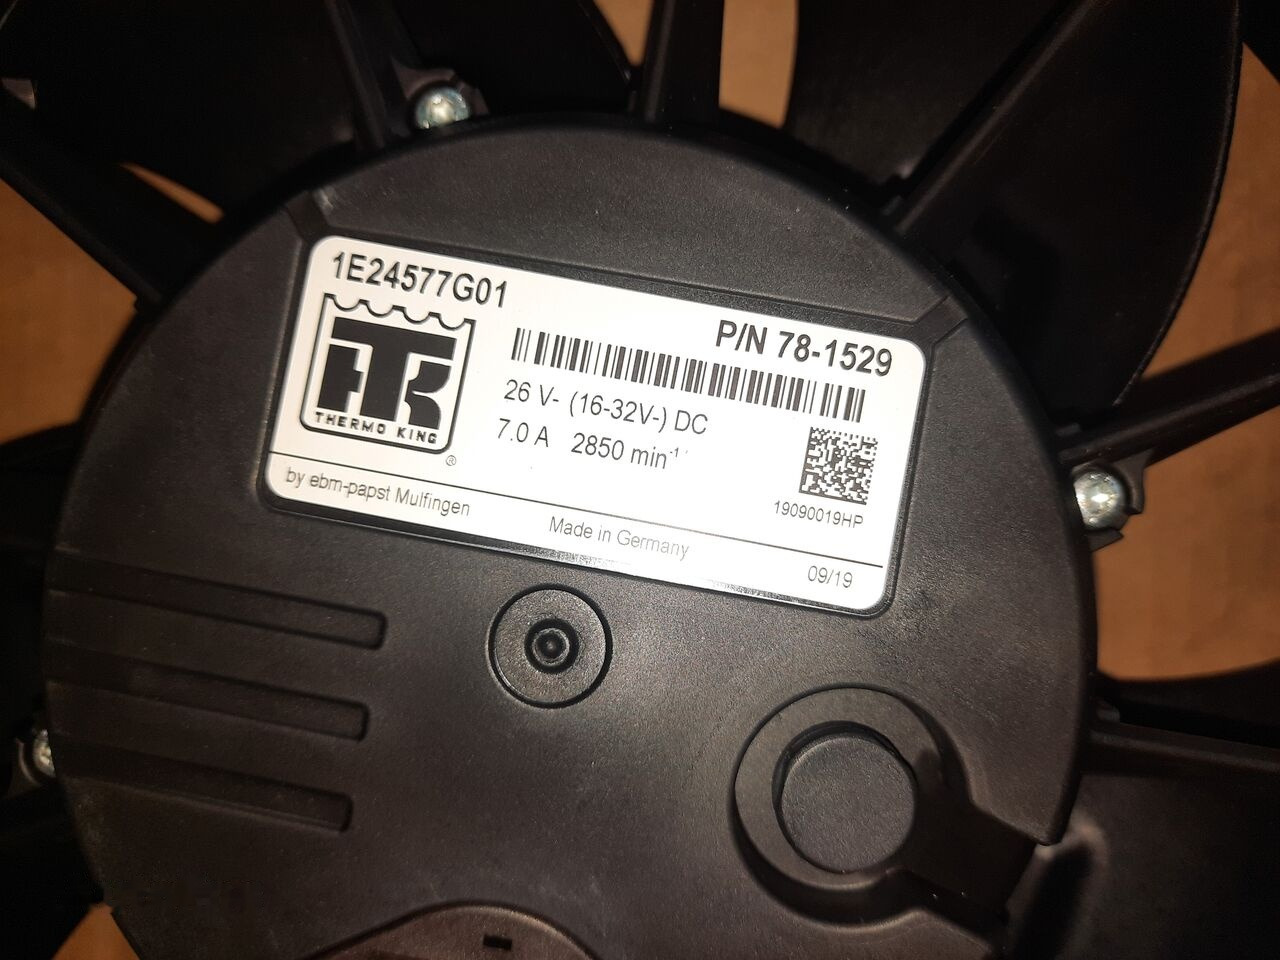 1E24577G01
P/N 78-1529
THERMO KING
®
26 V- (16-32V-) DC
7.0 A 2850 min-1
19090019HP
by ebm-papst Mulfingen
Made in Germany
09/19